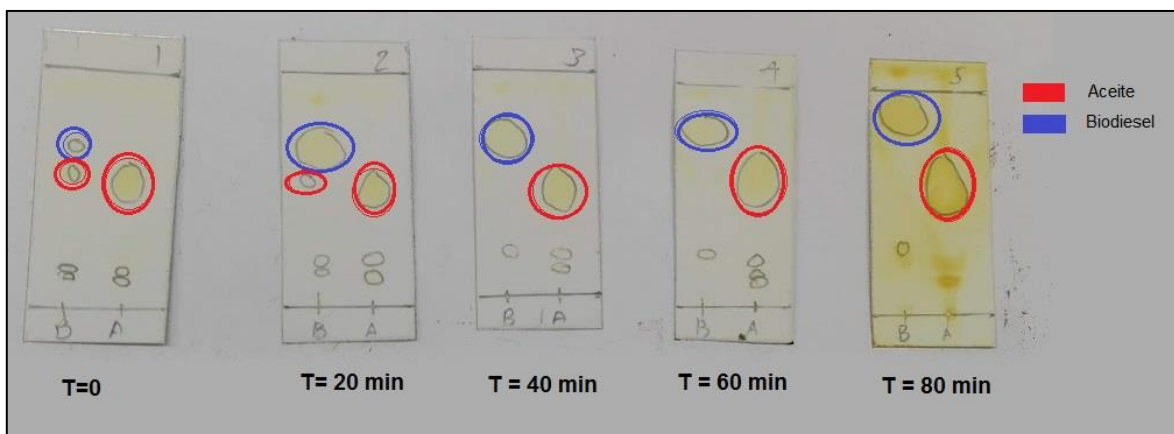 1
2
3
4
5
Aceite
Biodiesel
B A
B A
B A
B A
B A
T=0
T= 20 min
T = 40 min
T = 60 min
T = 80 min